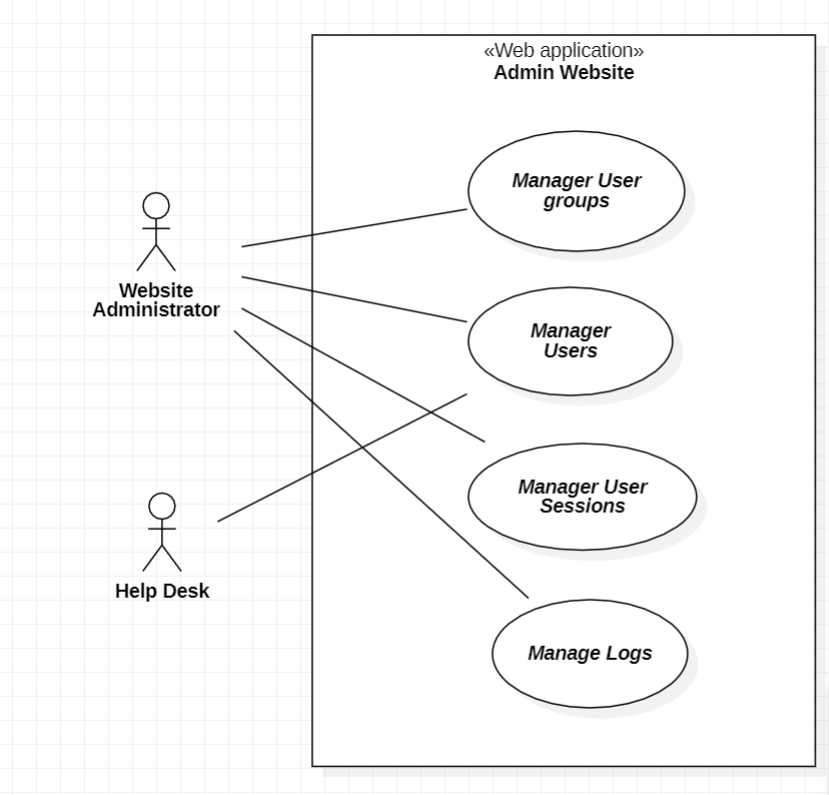 «Web application»
Admin Website
Manager User
groups
Website
Administrator
Manager
Users
Manager User
Sessions
Help Desk
Manage Logs